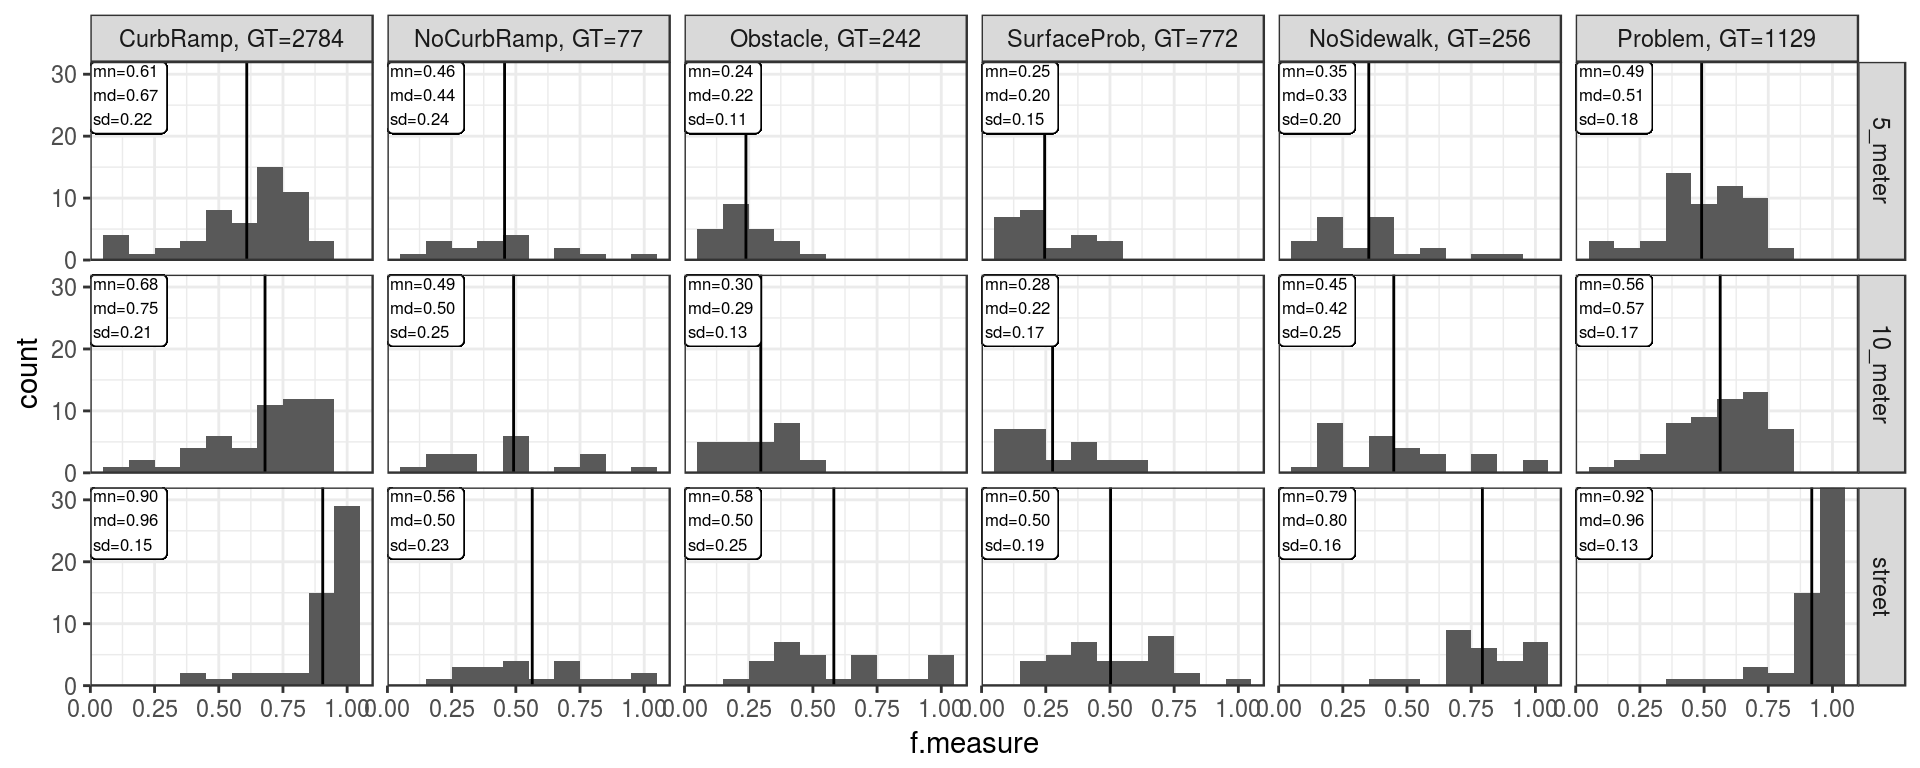 CurbRamp, GT=2784
NoCurbRamp, GT=77
Obstacle, GT=242
SurfaceProb, GT=772
NoSidewalk, GT=256
Problem, GT=1129
30
20
10
0
mn=0.61
md=0.67
sd=0.22
mn=0.46
md=0.44
sd=0.24
mn=0.24
md=0.22
sd=0.11
mn=0.25
md=0.20
sd=0.15
mn=0.35
md=0.33
sd=0.20
mn=0.49
md=0.51
sd=0.18
5_meter
30
20
10
0
mn=0.68
md=0.75
sd=0.21
mn=0.49
md=0.50
sd=0.25
mn=0.30
md=0.29
sd=0.13
mn=0.28
md=0.22
sd=0.17
mn=0.45
md=0.42
sd=0.25
mn=0.56
md=0.57
sd=0.17
10_meter
count
30
20
10
0
mn=0.90
md=0.96
sd=0.15
mn=0.56
md=0.50
sd=0.23
mn=0.58
md=0.50
sd=0.25
mn=0.50
md=0.50
sd=0.19
mn=0.79
md=0.80
sd=0.16
mn=0.92
md=0.96
sd=0.13
street
0.00 0.25 0.50 0.75 1.00
0.00 0.25 0.50 0.75 1.00
0.00 0.25 0.50 0.75 1.00
0.00 0.25 0.50 0.75 1.00
0.00 0.25 0.50 0.75 1.00
0.00 0.25 0.50 0.75 1.00
f.measure